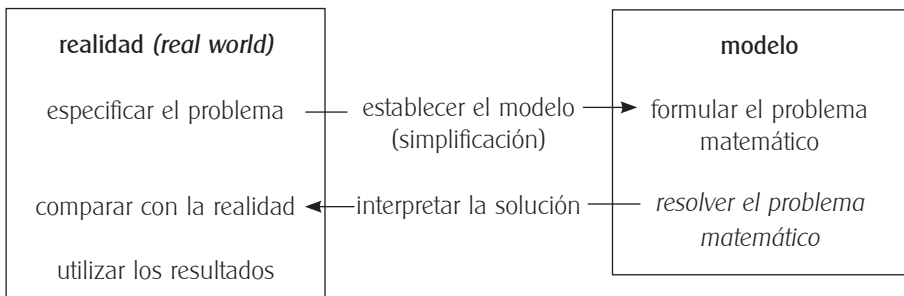 realidad (real world)
modelo
especificar el problema
establecer el modelo
(simplificación)
formular el problema
matemático
comparar con la realidad
interpretar la solución
resolver el problema
matemático
utilizar los resultados